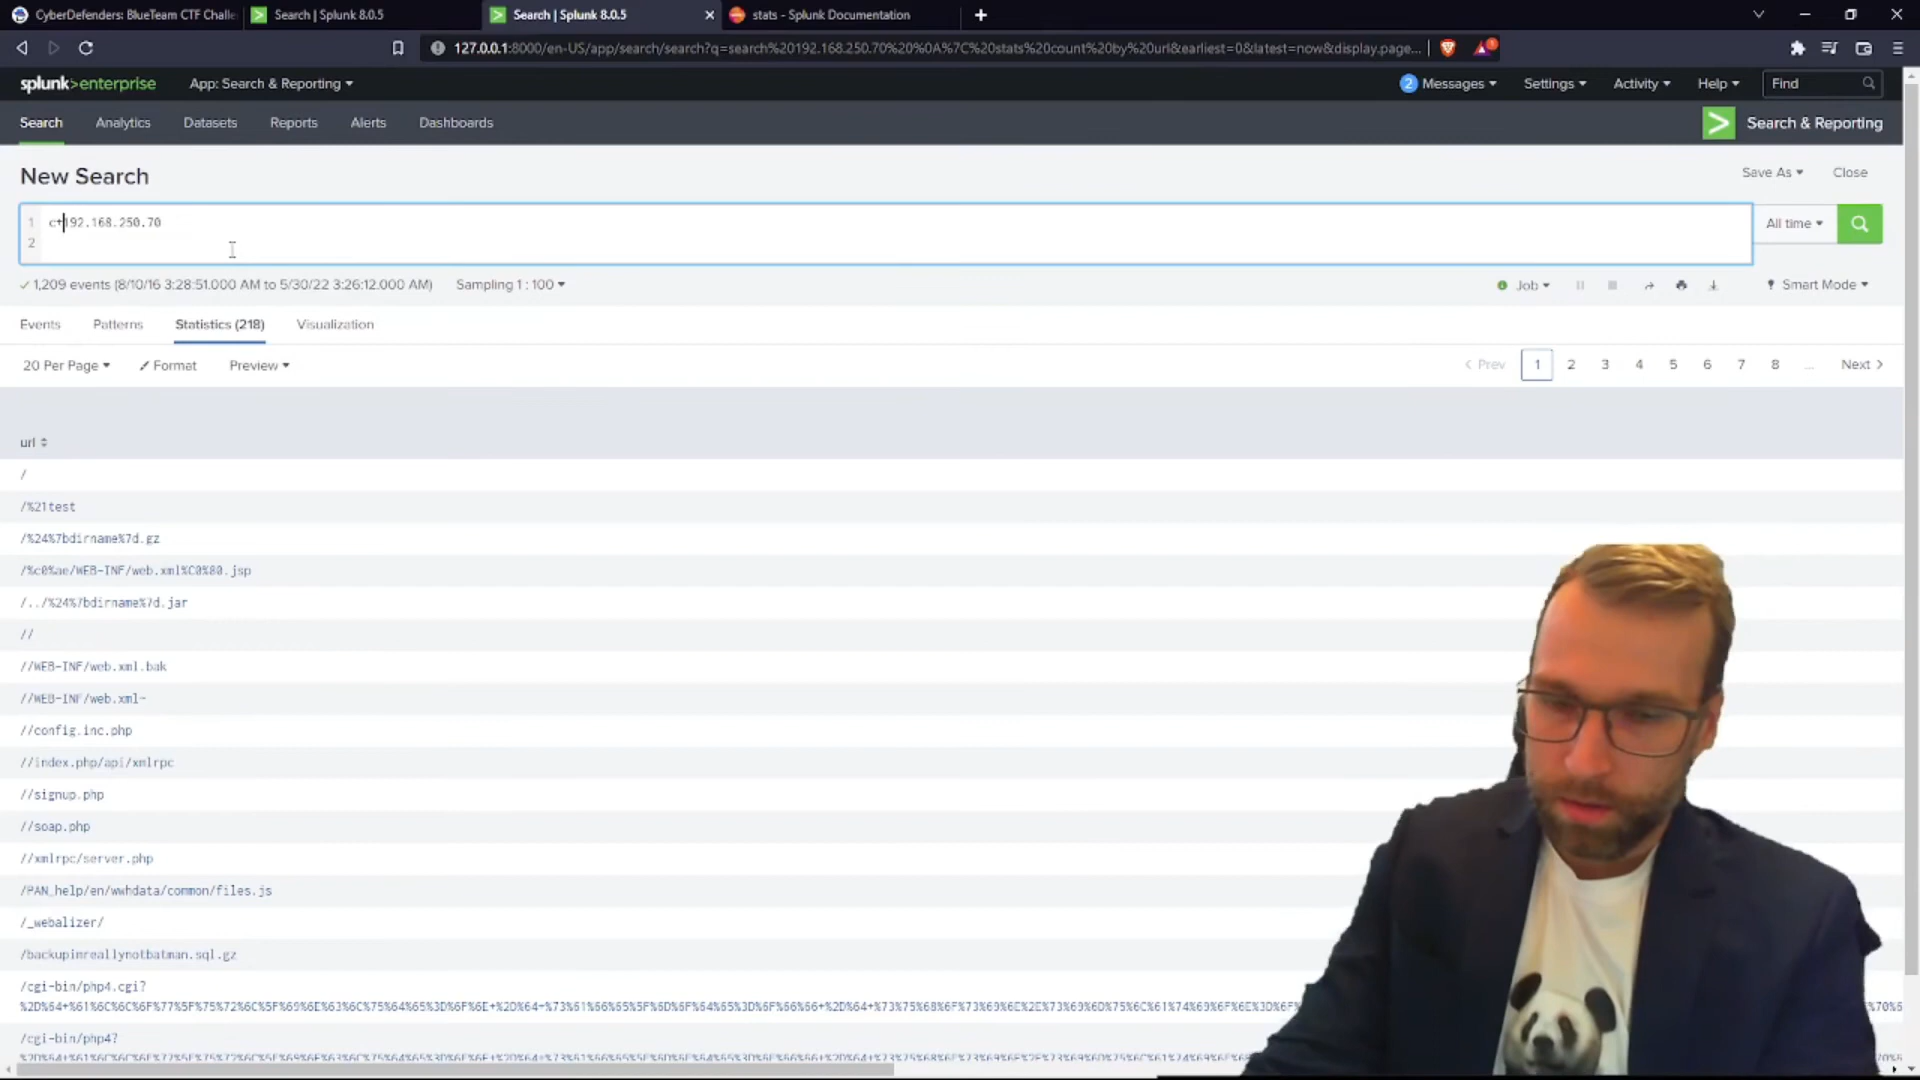 CyberDefenders: BlueTeam CTF Challe
Search | Splunk 8.0.5
Search | Splunk 8.0.5
stats - Splunk Documentation
127.0.0.1:8000/en-US/app/search/search?q=search%20192.168.250.70%20%0A%7C%20stats%20count%20by%20url&earliest=0&latest=now&display.page...
splunk>enterprise
App: Search & Reporting
2 Messages
Settings
Activity
Help
Find
Search
Analytics
Datasets
Reports
Alerts
Dashboards
Search & Reporting
New Search
Save As
Close
1
192.168.250.70
2
All time
1,209 events (8/10/16 3:28:51.000 AM to 5/30/22 3:26:12.000 AM)
Sampling 1 : 100
Job
Smart Mode
Events
Patterns
Statistics (218)
Visualization
20 Per Page
Format
Preview
< Prev
1
2
3
4
5
6
7
8
...
Next >
url
/
/%21test
/%24%7bdirname%7d.gz
/%c0%ae/WEB-INF/web.xml%C0%80.jsp
/../%24%7bdirname%7d.jar
//
//WEB-INF/web.xml.bak
//WEB-INF/web.xml~
//config.inc.php
//index.php/api/xmlrpc
//signup.php
//soap.php
//xmlrpc/server.php
/PAN_help/en/wwhdata/common/files.js
/_webalizer/
/backupimreallynotbatman.sql.gz
/cgi-bin/php4.cgi?
/cgi-bin/php4?